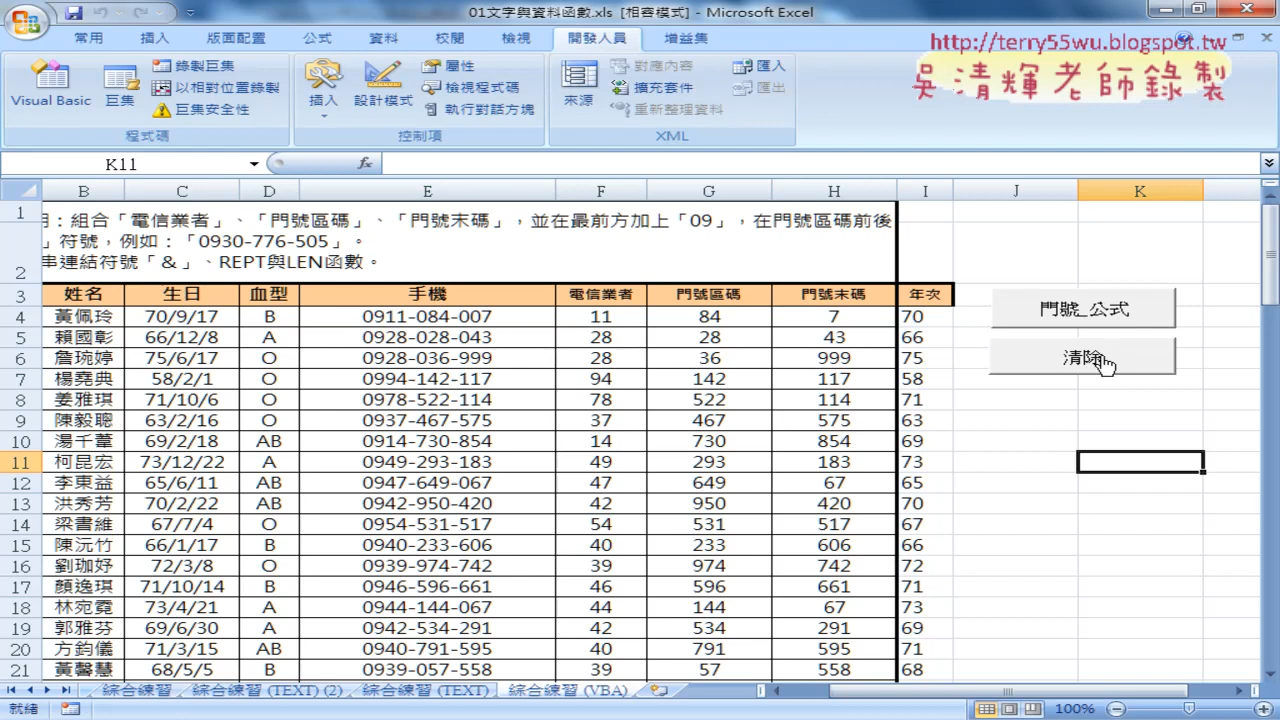 01文字與資料函數.xls [相容模式] - Microsoft Excel
常用 插入 版面配置 公式 資料 校閱 檢視 開發人員 增益集
http://terry55wu.blogspot.tw
吳清輝老師錄製
Visual Basic 巨集 錄製巨集 以相對位置錄製 巨集安全性 程式碼
插入 設計模式 屬性 檢視程式碼 執行對話方塊 控制項
來源 對應內容 擴充套件 重新整理資料 匯入 匯出 XML
K11 fx
B C D E F G H I J K
1 用：組合「電信業者」、「門號區碼」、「門號末碼」，並在最前方加上「09」，在門號區碼前後
」符號，例如：「0930-776-505」。
2 串連結符號「&」、REPT與LEN函數。
3 姓名 生日 血型 手機 電信業者 門號區碼 門號末碼 年次
4 黃佩玲 70/9/17 B 0911-084-007 11 84 7 70
5 賴國彰 66/12/8 A 0928-028-043 28 28 43 66
6 詹琬婷 75/6/17 O 0928-036-999 28 36 999 75
7 楊堯典 58/2/1 O 0994-142-117 94 142 117 58
8 姜雅琪 71/10/6 O 0978-522-114 78 522 114 71
9 陳毅聰 63/2/16 O 0937-467-575 37 467 575 63
10 湯千葦 69/2/18 AB 0914-730-854 14 730 854 69
11 柯昆宏 73/12/22 A 0949-293-183 49 293 183 73
12 李東益 65/6/11 AB 0947-649-067 47 649 67 65
13 洪秀芳 70/2/22 AB 0942-950-420 42 950 420 70
14 梁書維 67/7/4 O 0954-531-517 54 531 517 67
15 陳沅竹 66/1/17 B 0940-233-606 40 233 606 66
16 劉珈妤 72/3/8 O 0939-974-742 39 974 742 72
17 顏逸琪 71/10/14 B 0946-596-661 46 596 661 71
18 林宛霓 73/4/21 A 0944-144-067 44 144 67 73
19 郭雅芬 69/6/30 A 0942-534-291 42 534 291 69
20 方鈞儀 71/3/15 AB 0940-791-595 40 791 595 71
21 黃馨慧 68/5/5 B 0939-057-558 39 57 558 68
門號_公式
清除
綜合練習 綜合練習 (TEXT) (2) 綜合練習 (TEXT) 綜合練習 (VBA)
就緒 100%